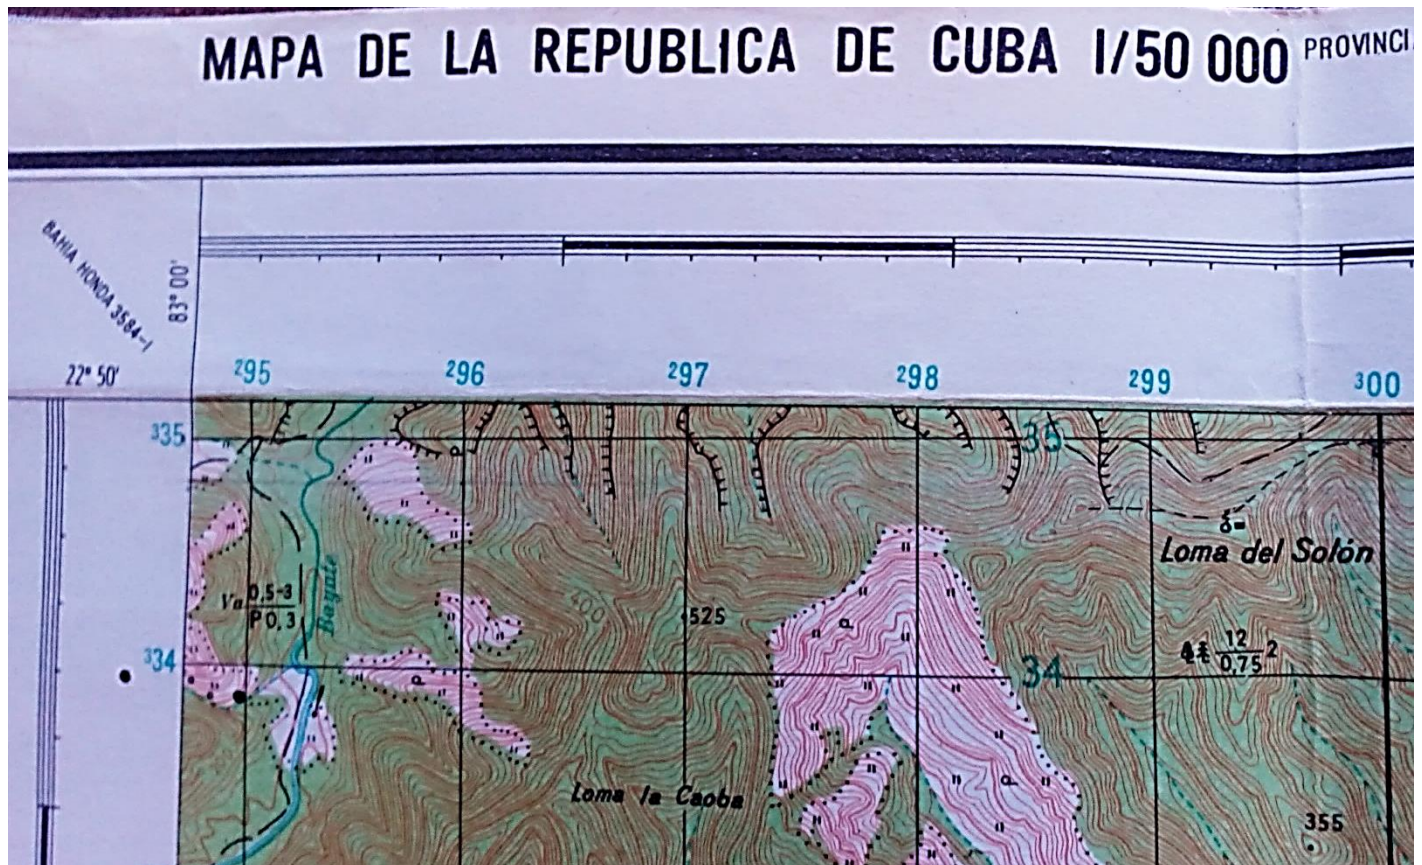 MAPA DE LA REPUBLICA DE CUBA 1/50 000 PROVINCI
BAHIA HONDA 3584-I
83° 00'
22° 50'
295 296 297 298 299 300
335 35
Loma del Solón
Va 0,5-3
P 0,3
Bayate
400
525
12
0,75 2
334 34
Loma la Caoba
355